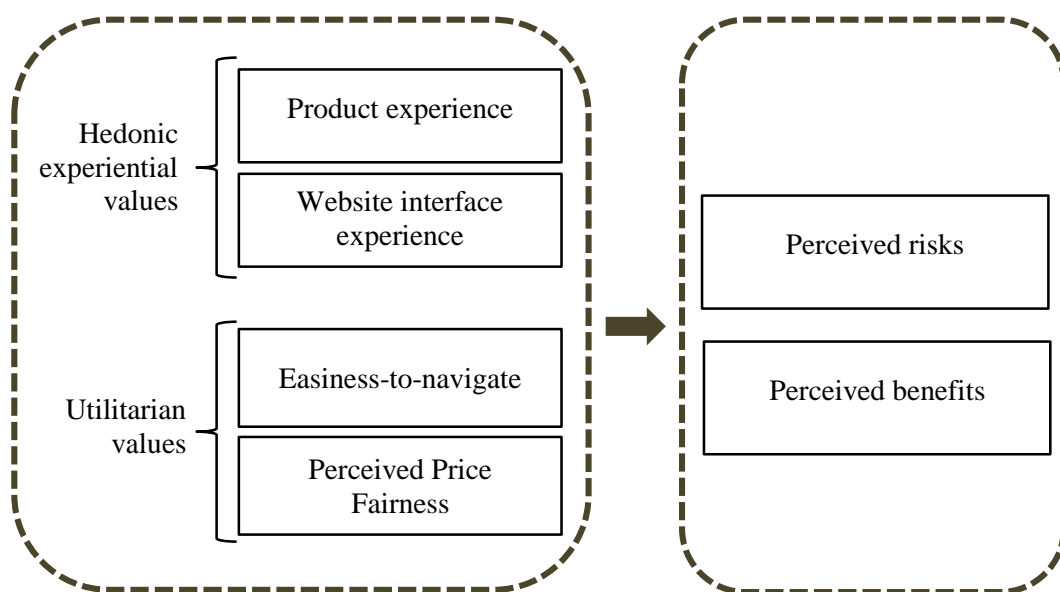 Hedonic
experiential
values
Product experience
Website interface
experience
Utilitarian
values
Easiness-to-navigate
Perceived Price
Fairness
Perceived risks
Perceived benefits